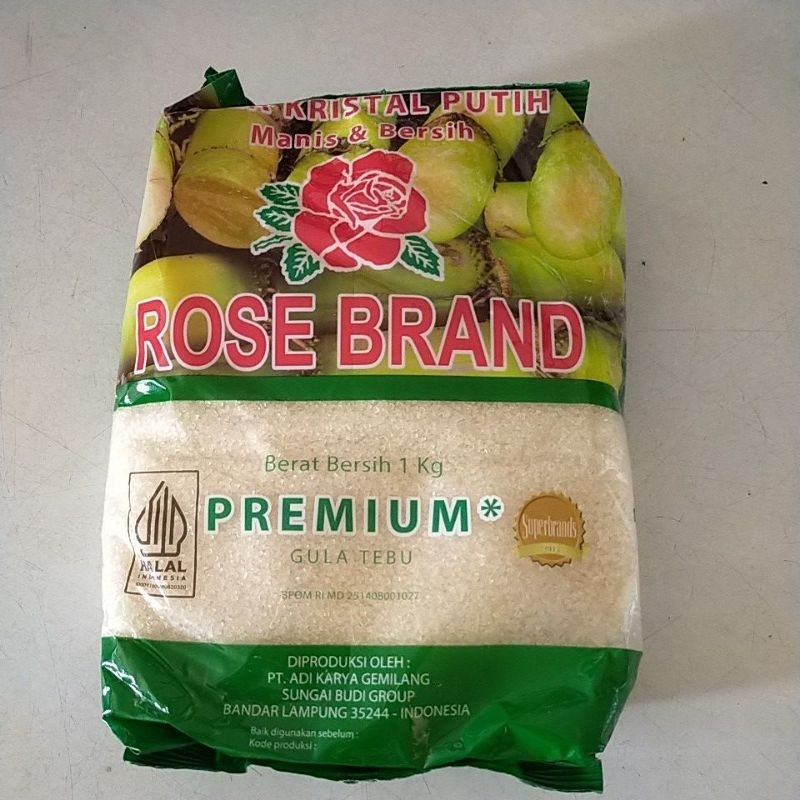 KRISTAL PUTIH
Manis & Bersih
ROSE BRAND
Berat Bersih 1 Kg
PREMIUM*
GULA TEBU
Superbrands
HALAL
INDONESIA
BPOM RI MD 251408001027
DIPRODUKSI OLEH :
PT. ADI KARYA GEMILANG
SUNGAI BUDI GROUP
BANDAR LAMPUNG 35244 - INDONESIA
Baik digunakan sebelum :
Kode produksi :